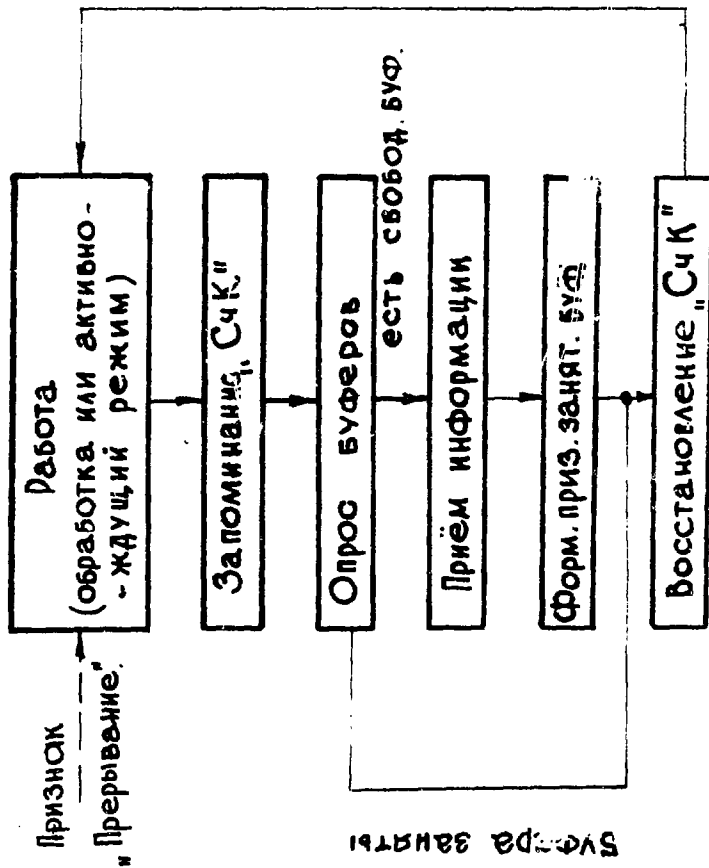 Признак
„Прерывание"
Работа
(обработка или активно-
-ждущий режим)
Запоминание „СчК"
Опрос буферов
есть свобод. буф.
Приём информации
Форм. приз. занят. буф
Восстановление „СчК"
Буфера заняты